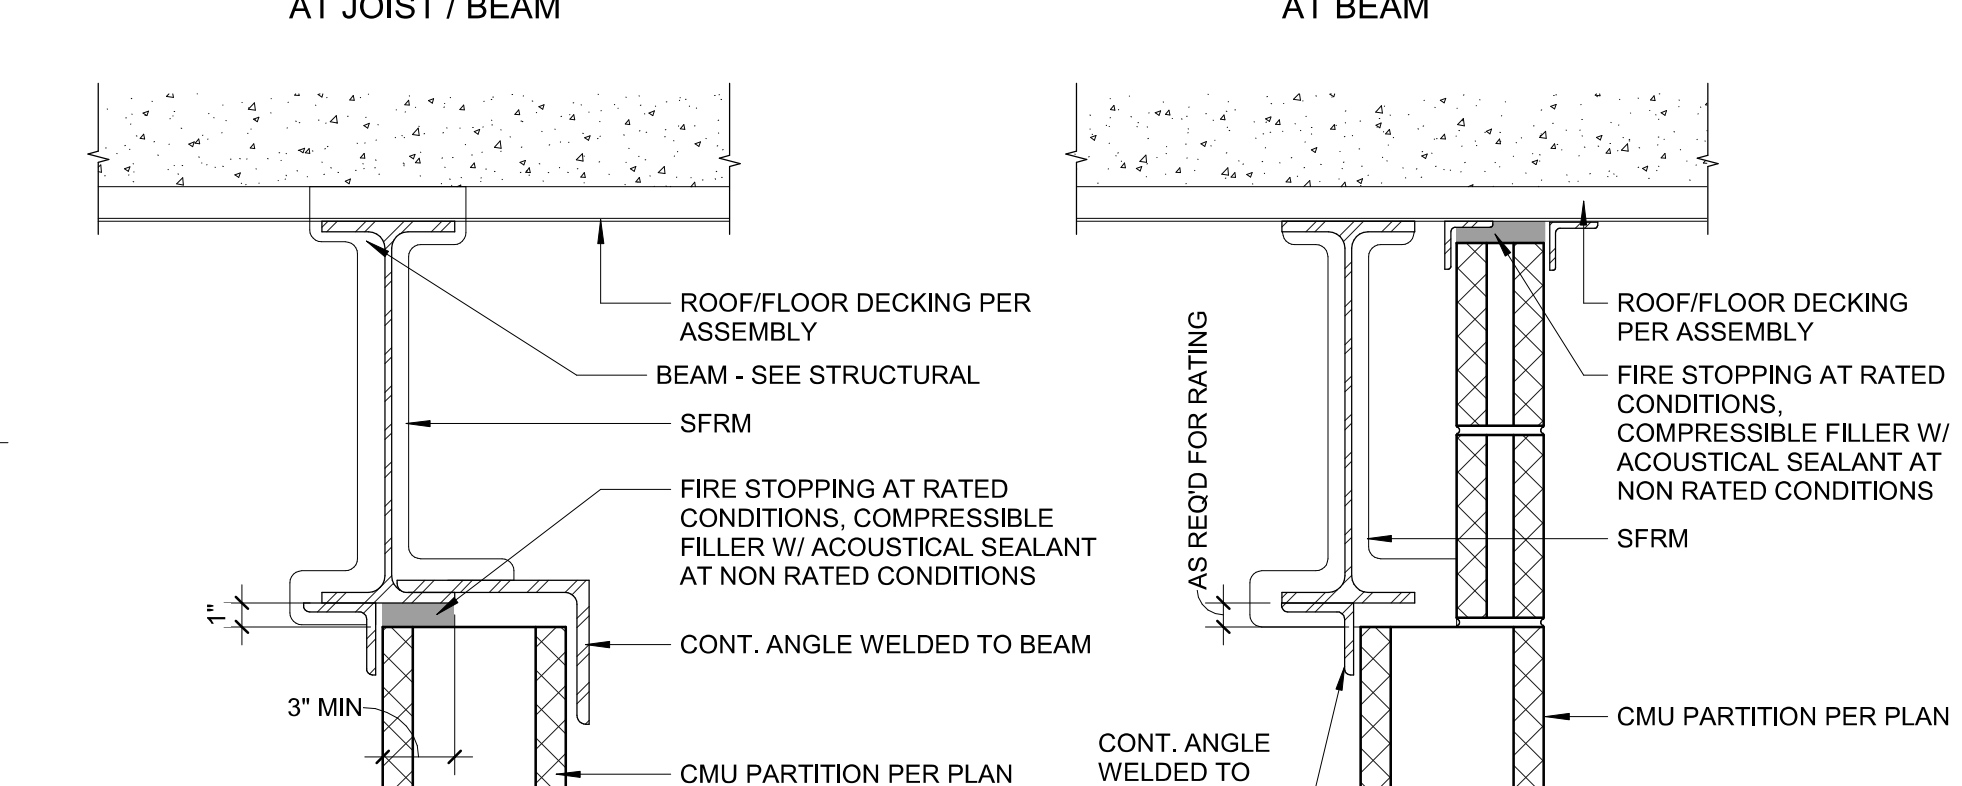 AT JOIST / BEAM
ROOF/FLOOR DECKING PER
ASSEMBLY
BEAM - SEE STRUCTURAL
SFRM
FIRE STOPPING AT RATED
CONDITIONS, COMPRESSIBLE
FILLER W/ ACOUSTICAL SEALANT
AT NON RATED CONDITIONS
1"
CONT. ANGLE WELDED TO BEAM
3" MIN
CMU PARTITION PER PLAN
AT BEAM
ROOF/FLOOR DECKING
PER ASSEMBLY
FIRE STOPPING AT RATED
CONDITIONS,
COMPRESSIBLE FILLER W/
ACOUSTICAL SEALANT AT
NON RATED CONDITIONS
AS REQ'D FOR RATING
SFRM
CMU PARTITION PER PLAN
CONT. ANGLE
WELDED TO